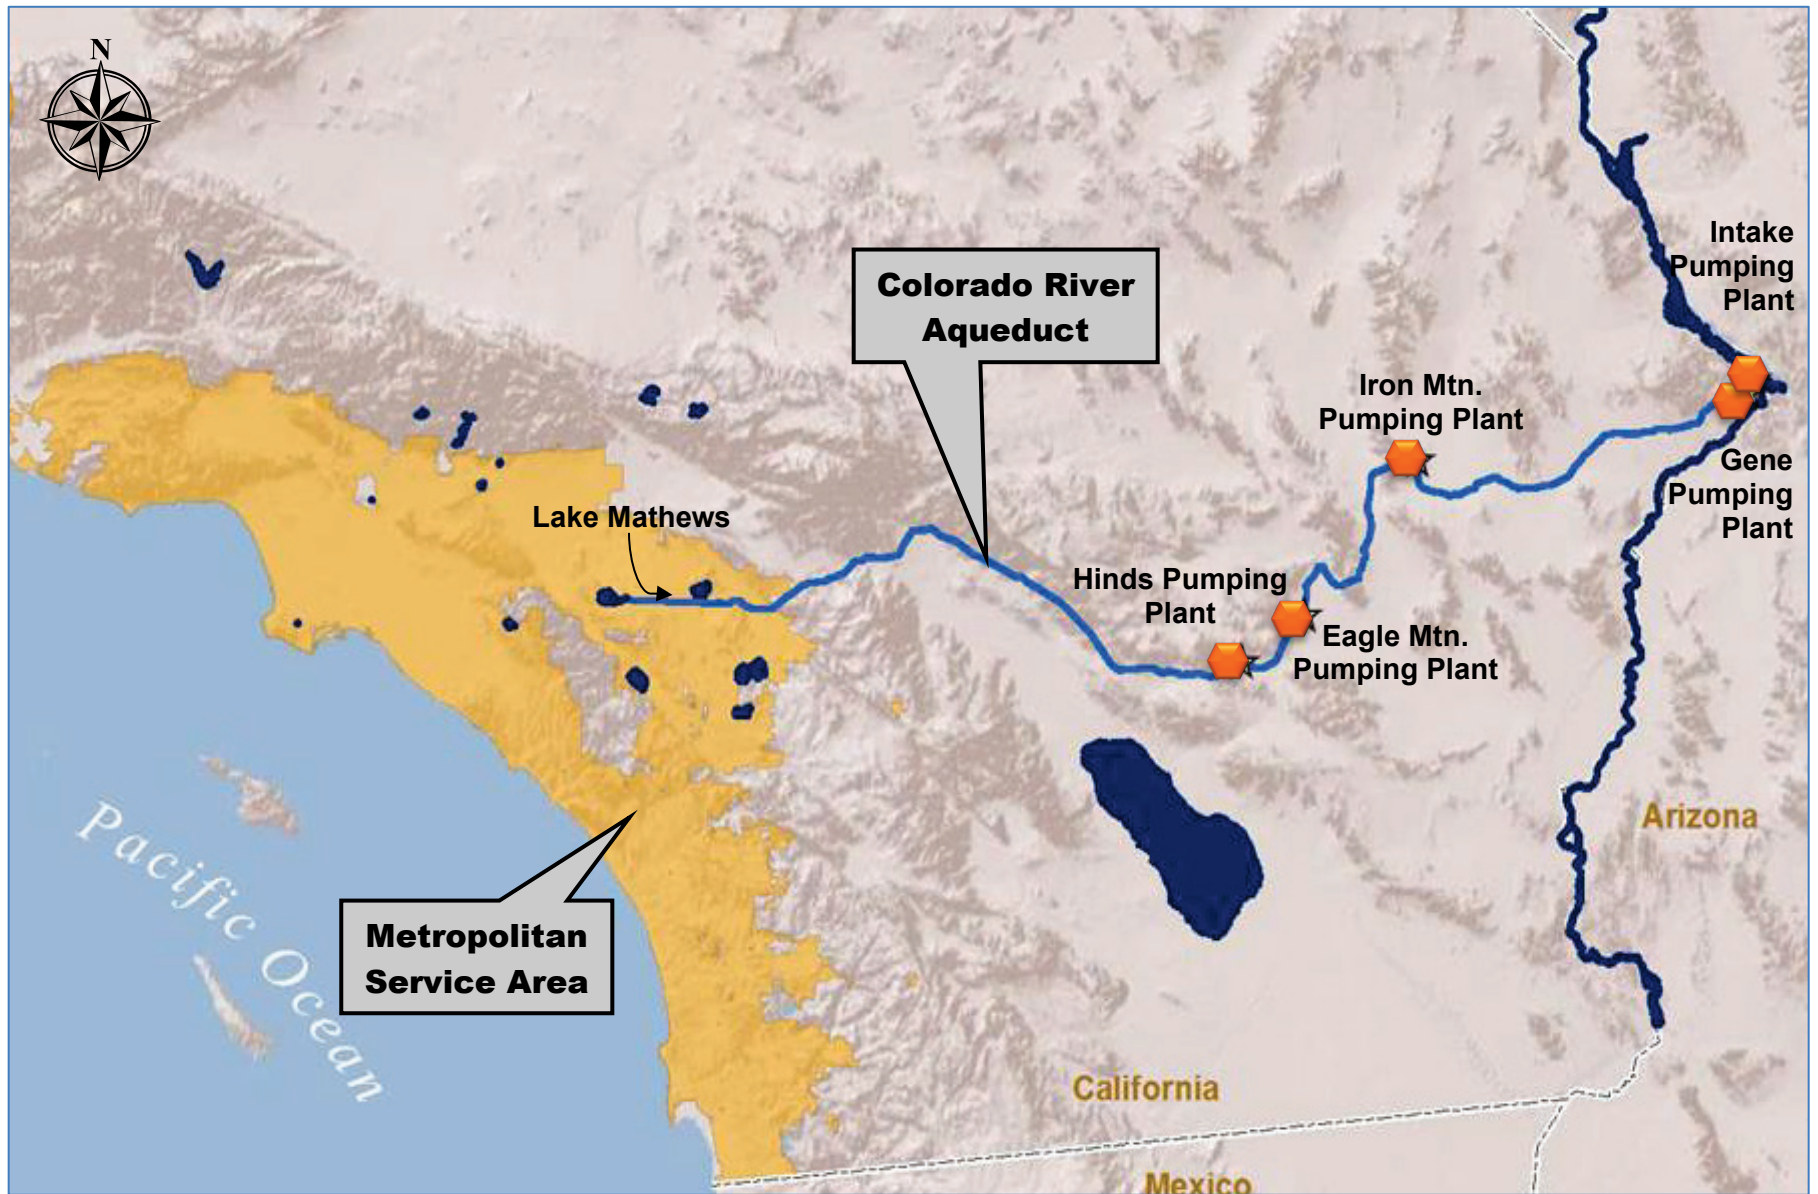 N
Intake
Pumping
Plant
Colorado River
Aqueduct
Iron Mtn.
Pumping Plant
Gene
Pumping
Plant
Lake Mathews
Hinds Pumping
Plant
Eagle Mtn.
Pumping Plant
Arizona
Pacific Ocean
Metropolitan
Service Area
California
Mexico